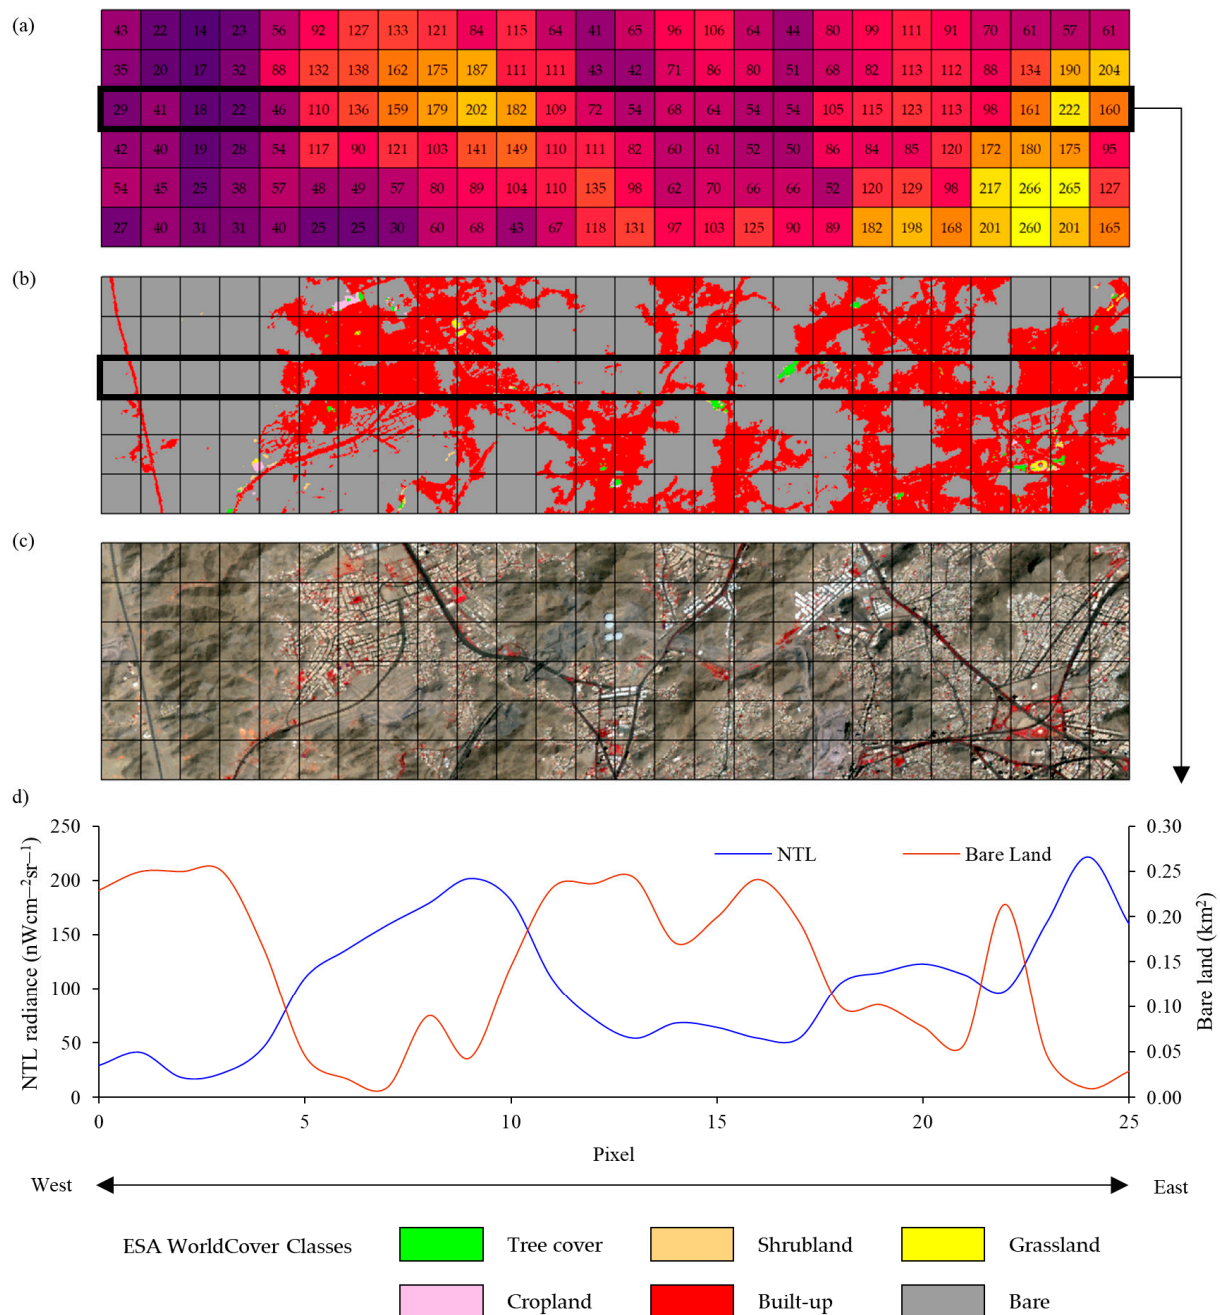 (a)
43 22 14 23 56 92 127 133 121 84 115 64 41 65 96 106 64 44 80 99 111 91 70 61 57 61
35 20 17 32 88 132 138 162 175 187 111 111 43 42 71 86 80 51 68 82 113 112 88 134 190 204
29 41 18 22 46 110 136 159 179 202 182 109 72 54 68 64 54 54 105 115 123 113 98 161 222 160
42 40 19 28 54 117 90 121 103 141 149 110 111 82 60 61 52 50 86 84 85 120 172 180 175 95
54 45 25 38 57 48 49 57 80 89 104 110 135 98 62 70 66 66 52 120 129 98 217 266 265 127
27 40 31 31 40 25 25 30 60 68 43 67 118 131 97 103 125 90 89 182 198 168 201 260 201 165
(b)
(c)
d)
250 0.30
NTL Bare Land
200 0.25
0.20
150
0.15
100
0.10
50
0.05
0 0.00
NTL radiance (nWcm−2sr−1)
Bare land (km²)
0 5 10 15 20 25
Pixel
West East
ESA WorldCover Classes Tree cover Shrubland Grassland
Cropland Built-up Bare